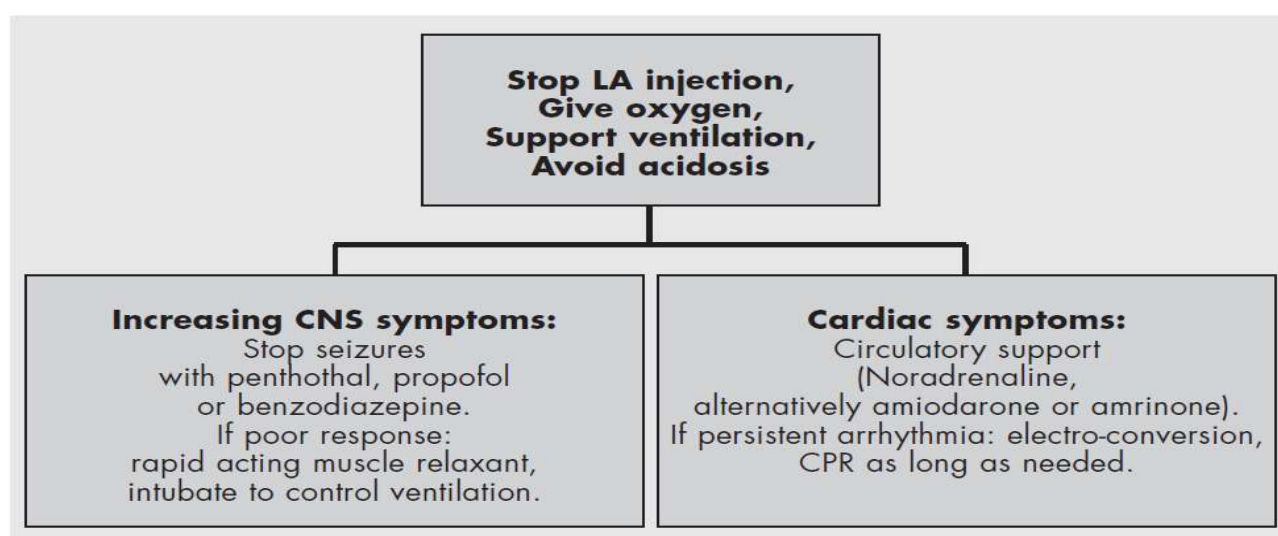 Stop LA injection,
Give oxygen,
Support ventilation,
Avoid acidosis
Increasing CNS symptoms:
Stop seizures
with penthothal, propofol
or benzodiazepine.
If poor response:
rapid acting muscle relaxant,
intubate to control ventilation.
Cardiac symptoms:
Circulatory support
(Noradrenaline,
alternatively amiodarone or amrinone).
If persistent arrhythmia: electro-conversion,
CPR as long as needed.